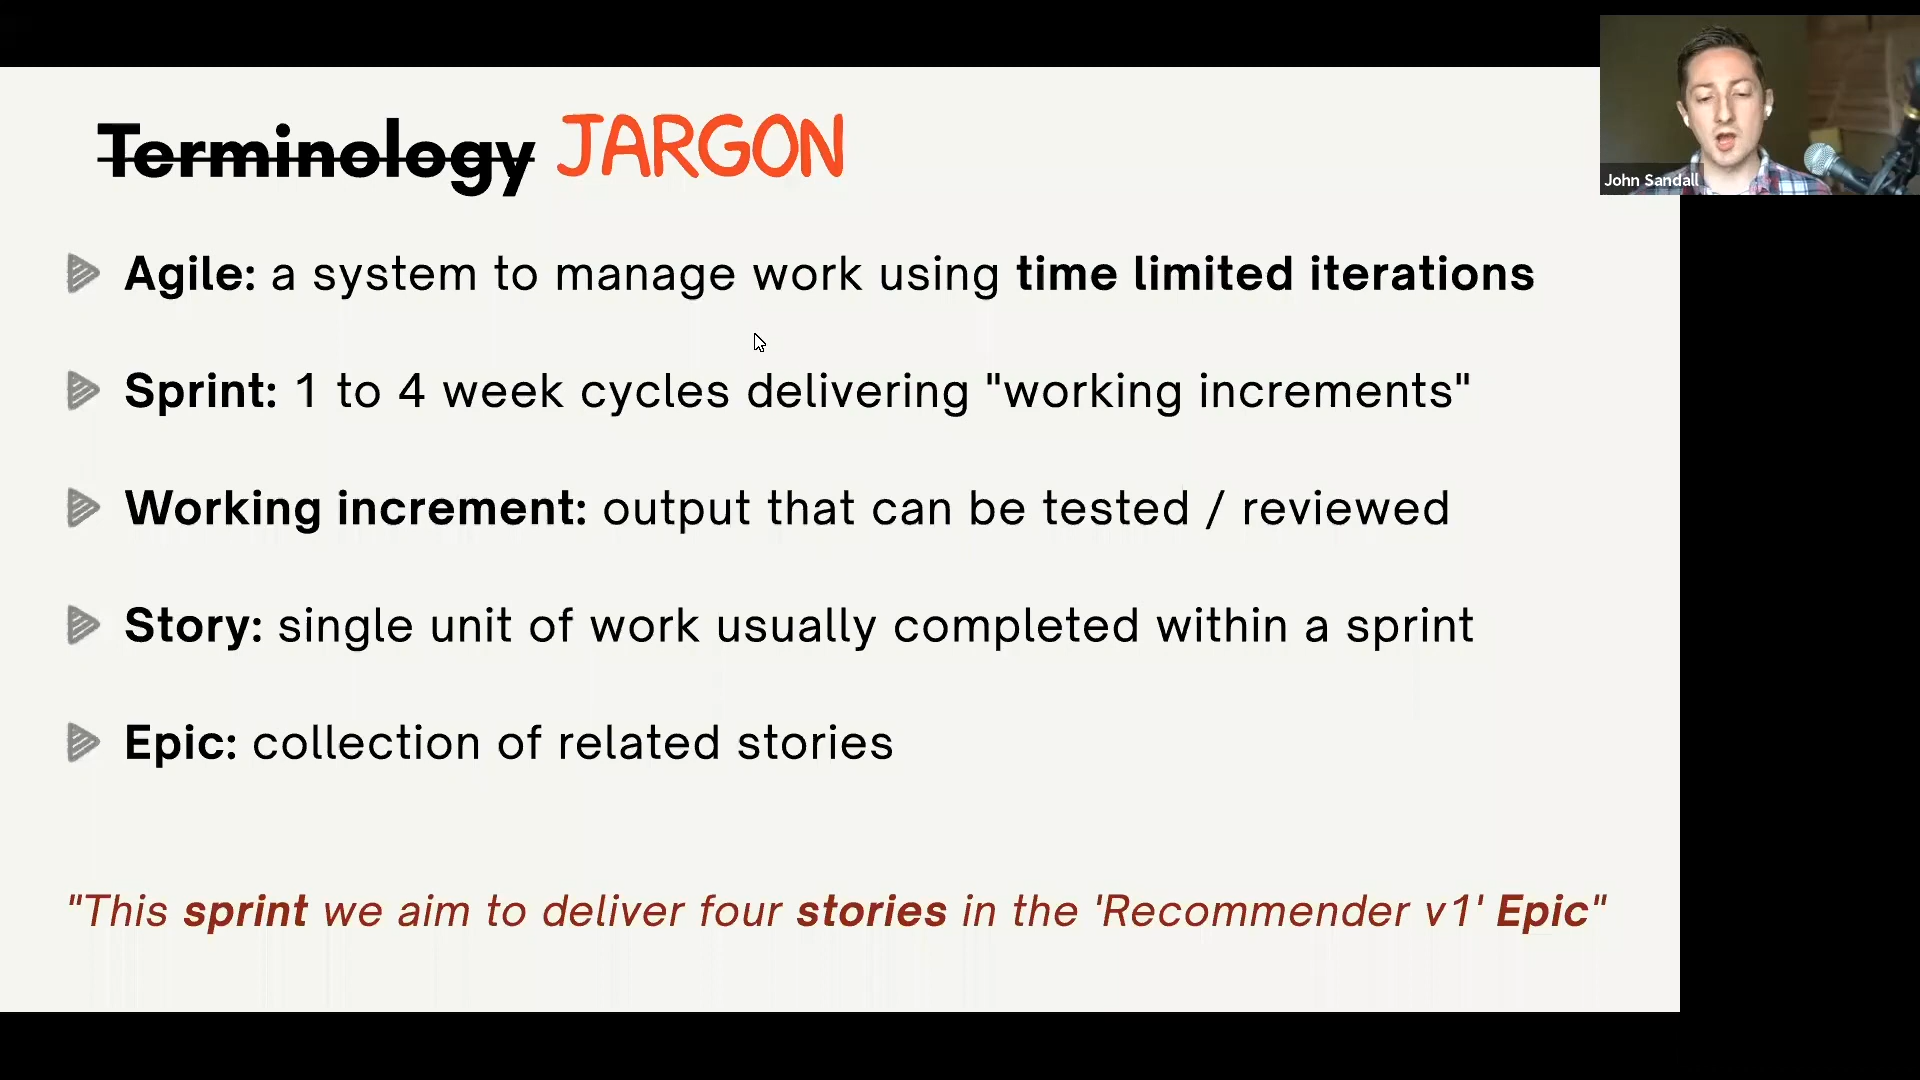 Terminology JARGON
Agile: a system to manage work using time limited iterations
Sprint: 1 to 4 week cycles delivering "working increments"
Working increment: output that can be tested / reviewed
Story: single unit of work usually completed within a sprint
Epic: collection of related stories
"This sprint we aim to deliver four stories in the 'Recommender v1' Epic"
John Sandall